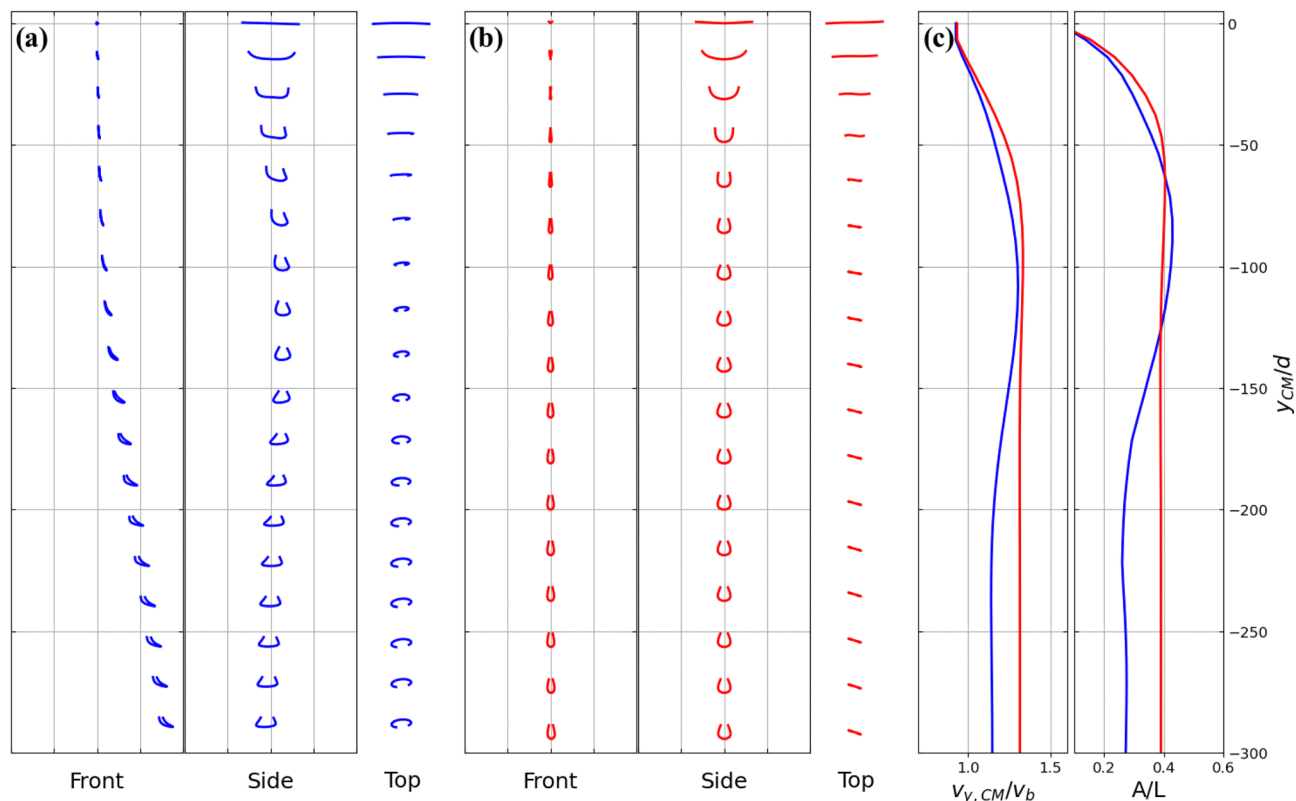 (a)
(b)
(c)
0
−50
−100
−150
−200
−250
−300
y_CM/d
1.0 1.5
0.2 0.4 0.6
Front Side Top Front Side Top v_{y,CM}/v_b A/L